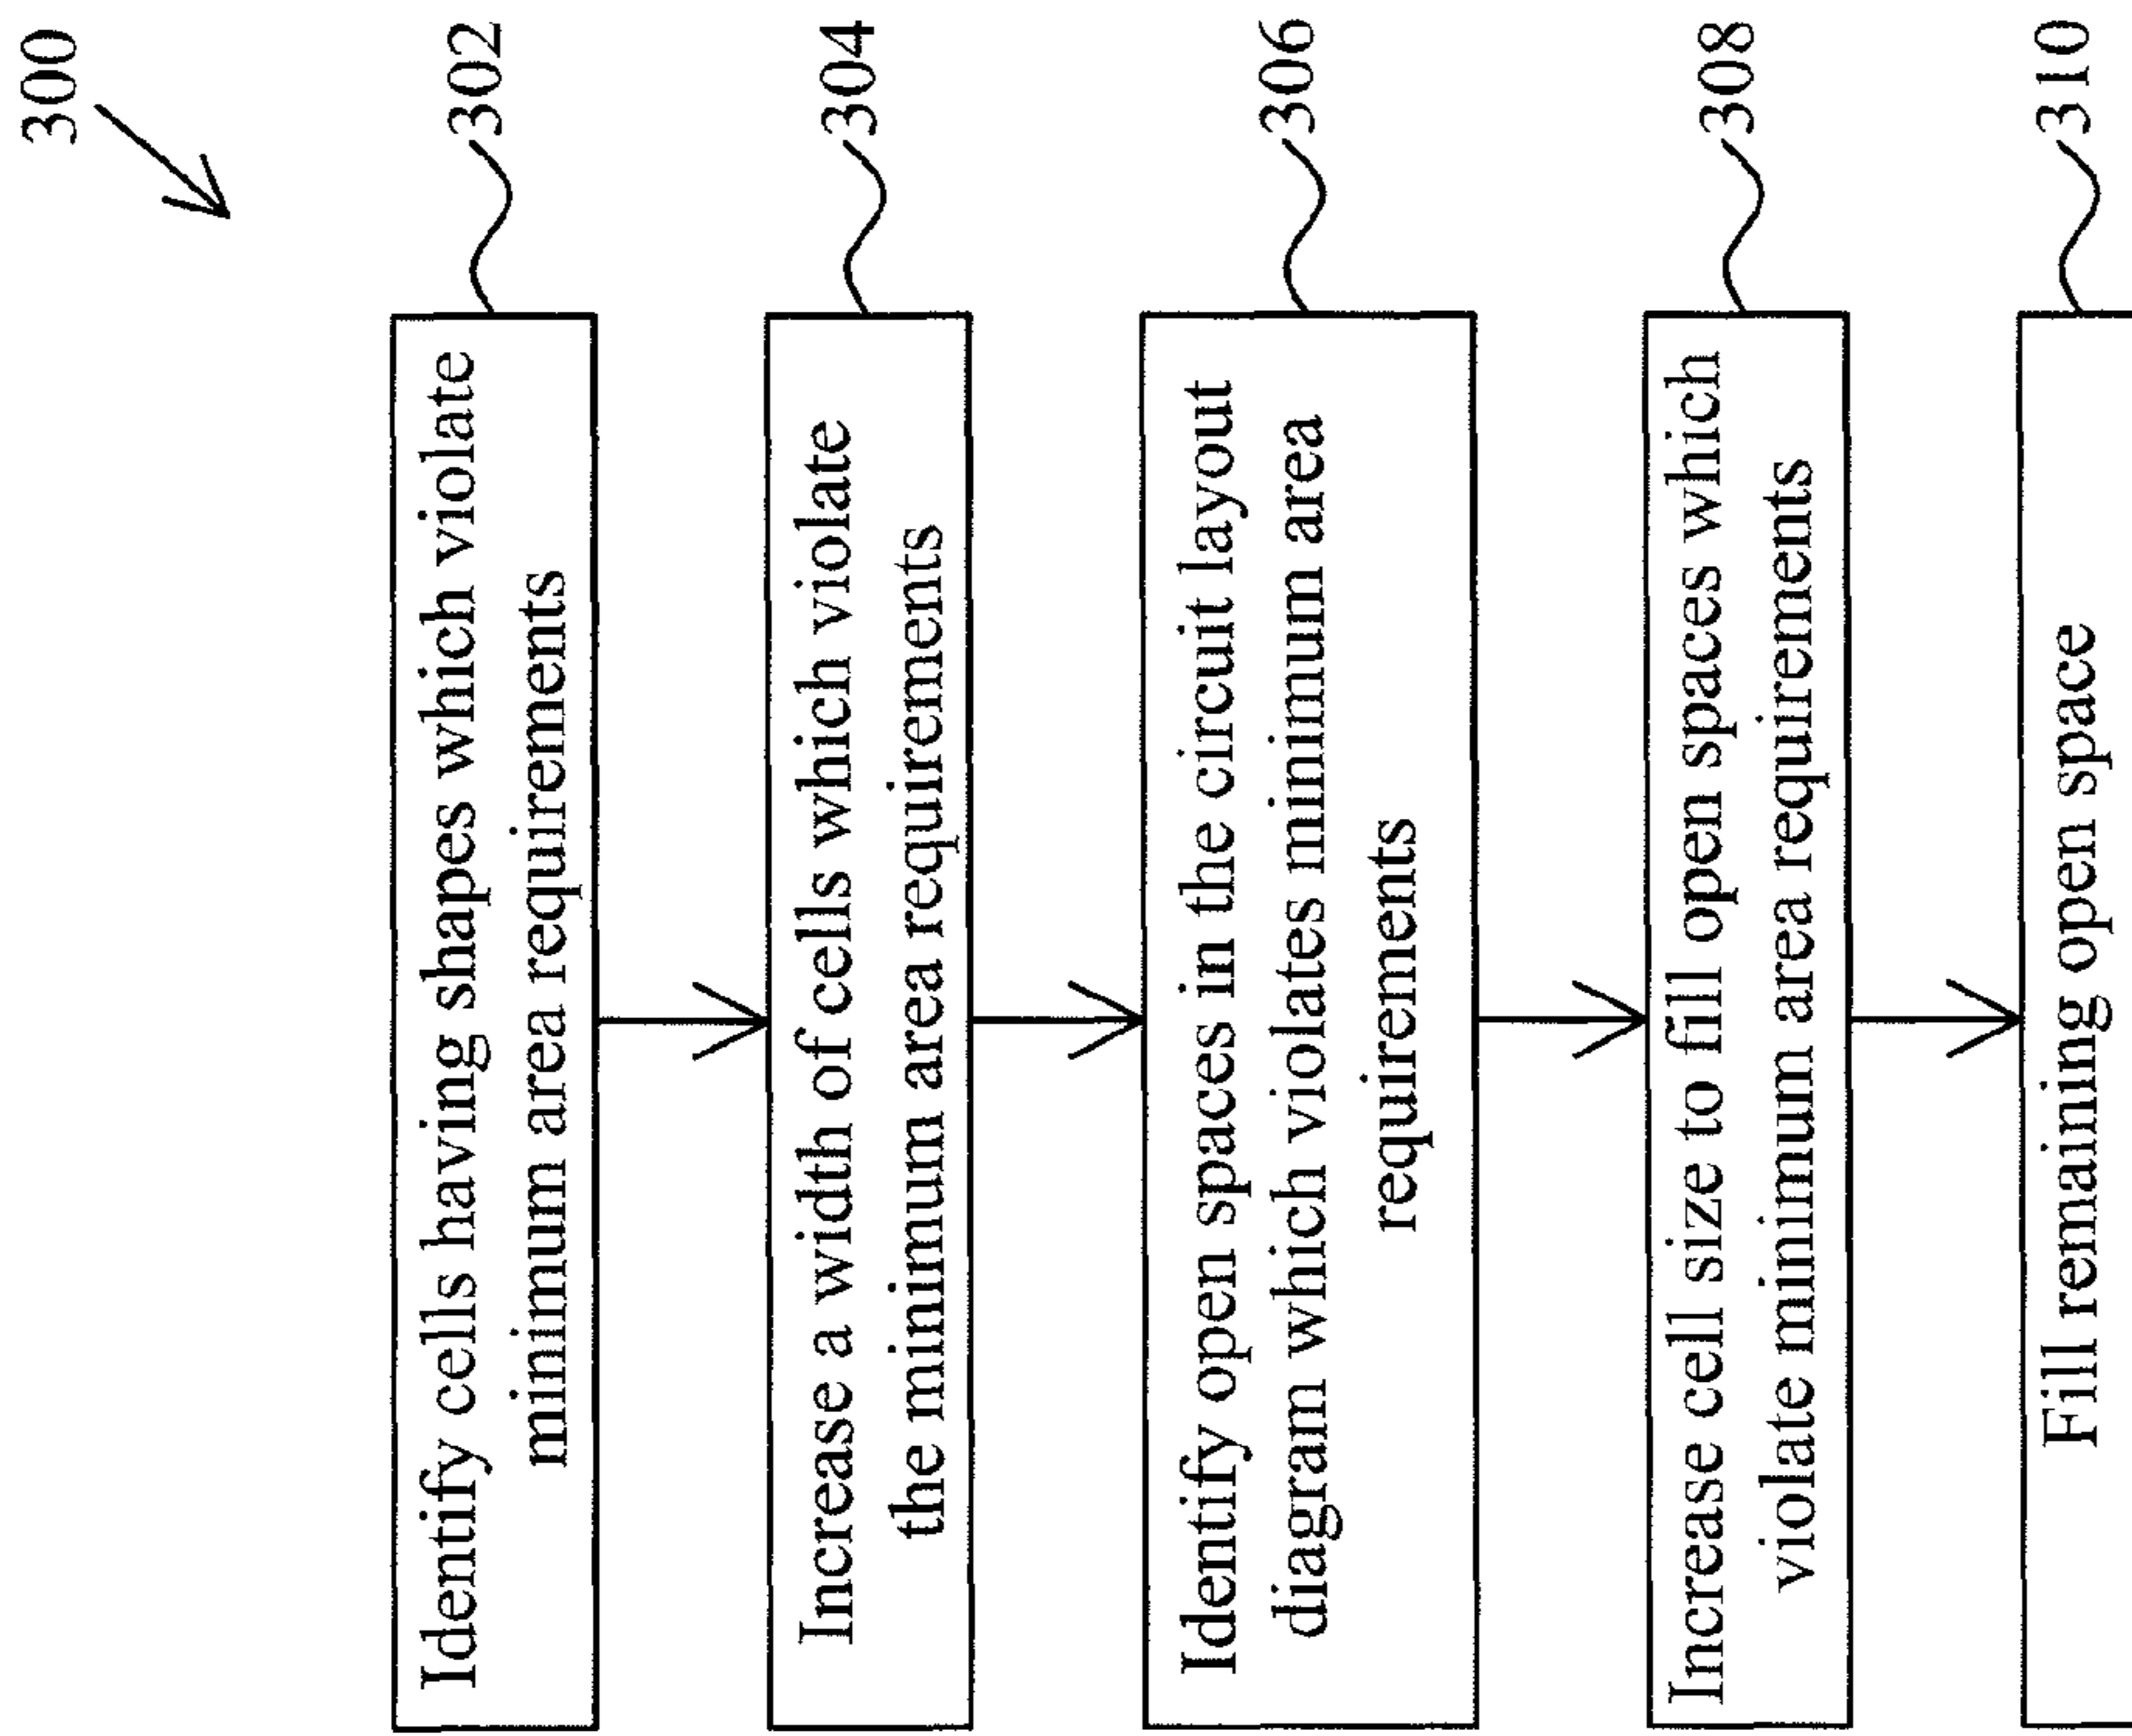 300
Identify cells having shapes which violate
minimum area requirements
302
Increase a width of cells which violate
the minimum area requirements
304
Identify open spaces in the circuit layout
diagram which violates minimum area
requirements
306
Increase cell size to fill open spaces which
violate minimum area requirements
308
Fill remaining open space
310